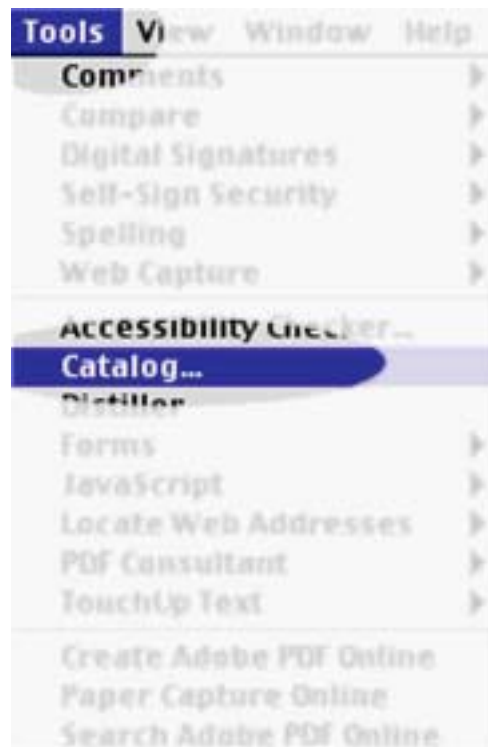 Tools View Window Help
Comments
Compare
Digital Signatures
Self-Sign Security
Spelling
Web Capture
Accessibility Checker...
Catalog...
Distiller
Forms
JavaScript
Locate Web Addresses
PDF Consultant
TouchUp Text
Create Adobe PDF Online
Paper Capture Online
Search Adobe PDF Online